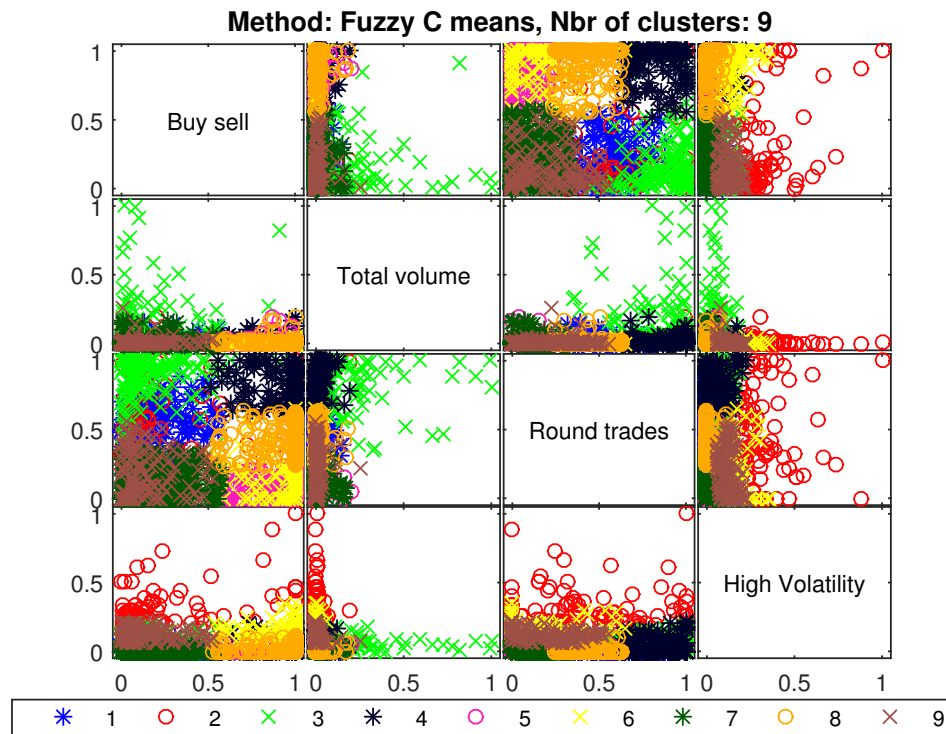 Method: Fuzzy C means, Nbr of clusters: 9
1
Buy sell
0.5
0
1
Total volume
0.5
0
1
Round trades
0.5
0
1
High Volatility
0.5
0
0 0.5 1 0 0.5 1 0 0.5 1 0 0.5 1
1 2 3 4 5 6 7 8 9